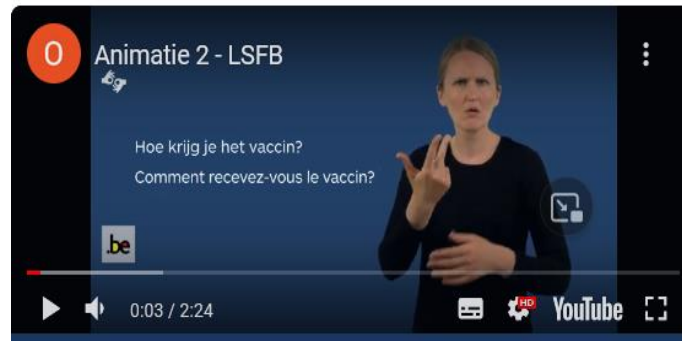 O
Animatie 2 - LSFB
Hoe krijg je het vaccin?
Comment recevez-vous le vaccin?
.be
0:03 / 2:24
HD
YouTube